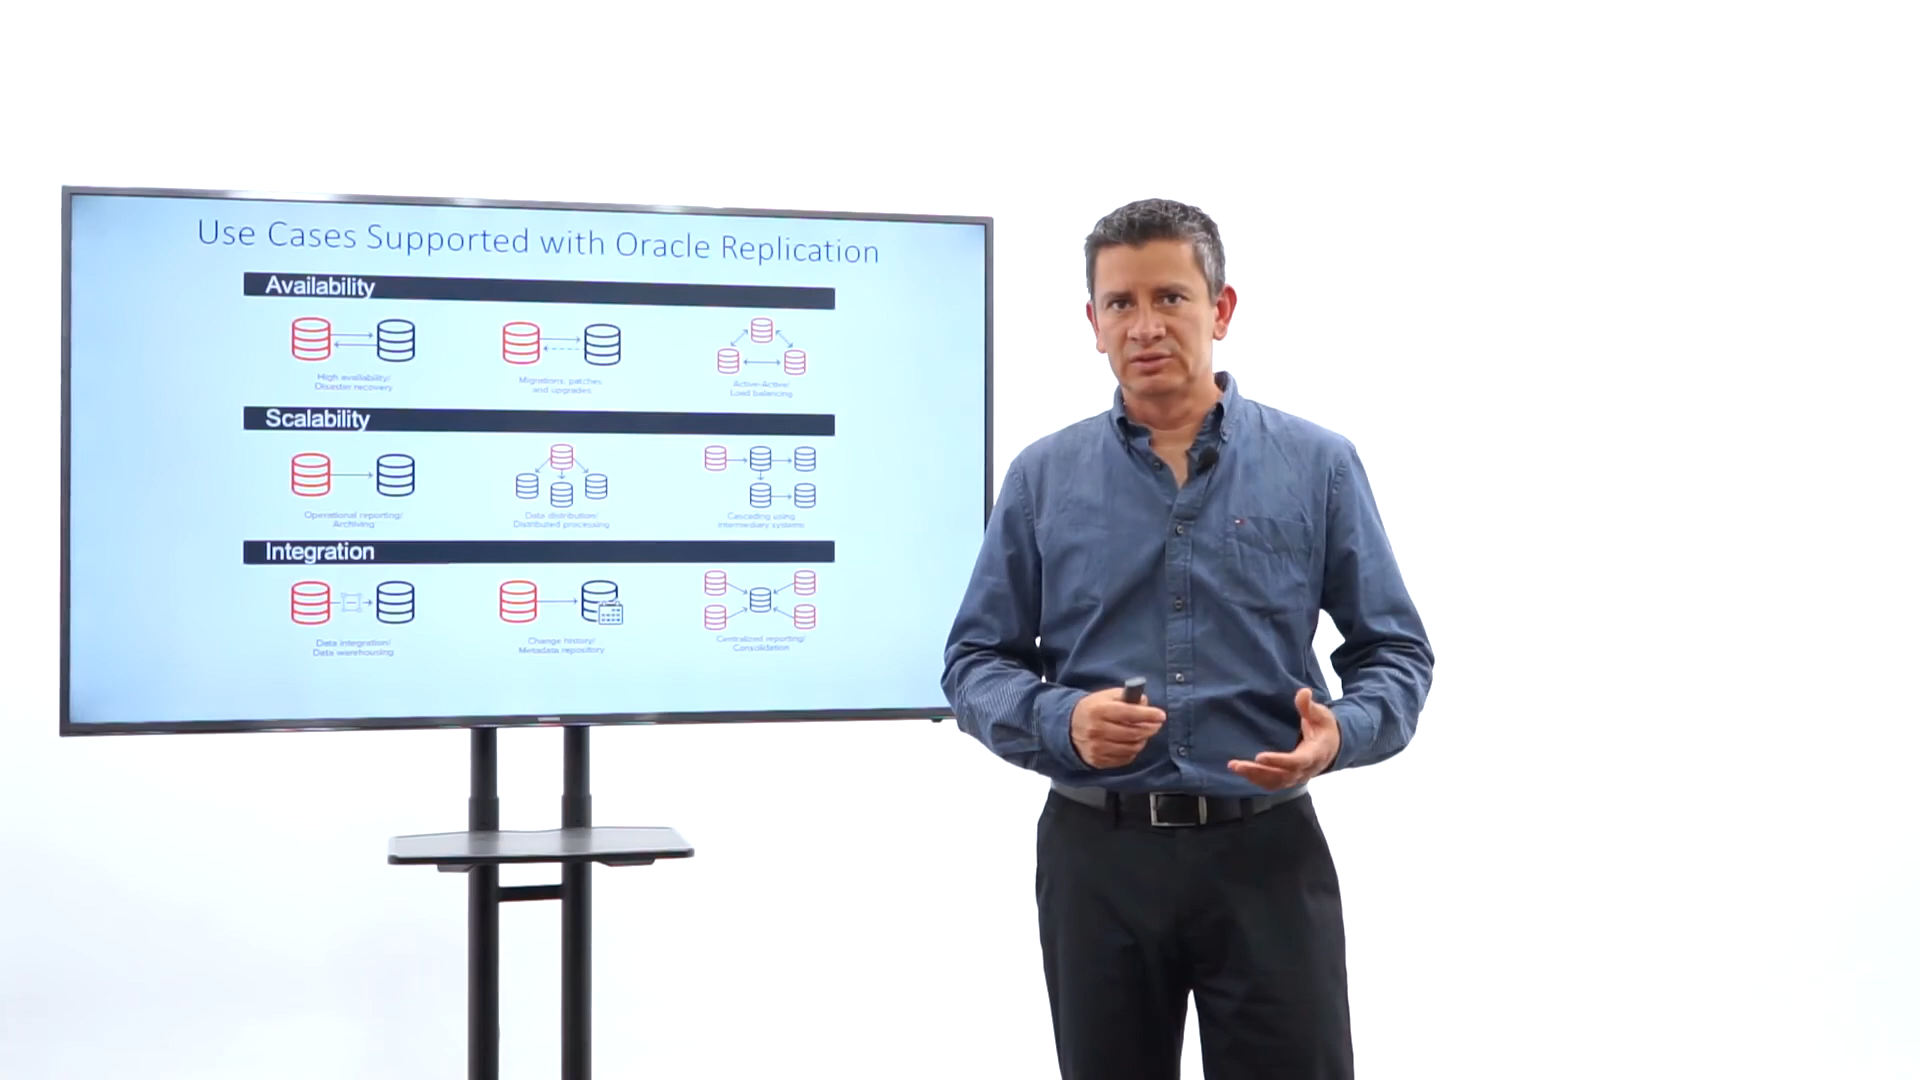 Use Cases Supported with Oracle Replication
Availability
High availability/
Disaster recovery
Migrations, patches
and upgrades
Active-Active/
Load balancing
Scalability
Operational reporting/
Archiving
Data distribution/
Distributed processing
Cascading using
intermediary systems
Integration
Data integration/
Data warehousing
Change history/
Metadata repository
Centralized reporting/
Consolidation